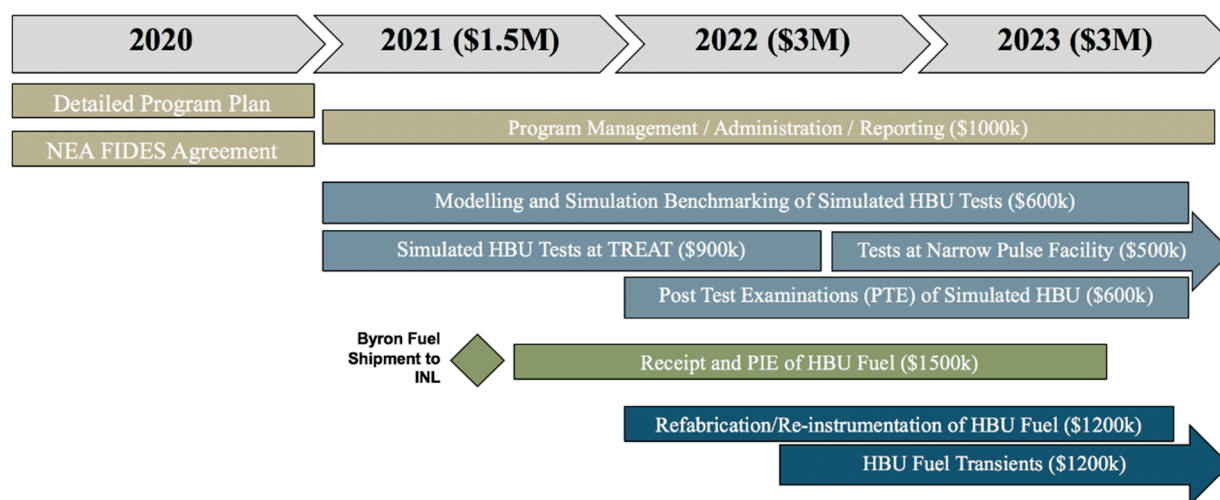 2020
2021 ($1.5M)
2022 ($3M)
2023 ($3M)
Detailed Program Plan
NEA FIDES Agreement
Program Management / Administration / Reporting ($1000k)
Modelling and Simulation Benchmarking of Simulated HBU Tests ($600k)
Simulated HBU Tests at TREAT ($900k)
Tests at Narrow Pulse Facility ($500k)
Post Test Examinations (PTE) of Simulated HBU ($600k)
Byron Fuel
Shipment to
INL
Receipt and PIE of HBU Fuel ($1500k)
Refabrication/Re-instrumentation of HBU Fuel ($1200k)
HBU Fuel Transients ($1200k)